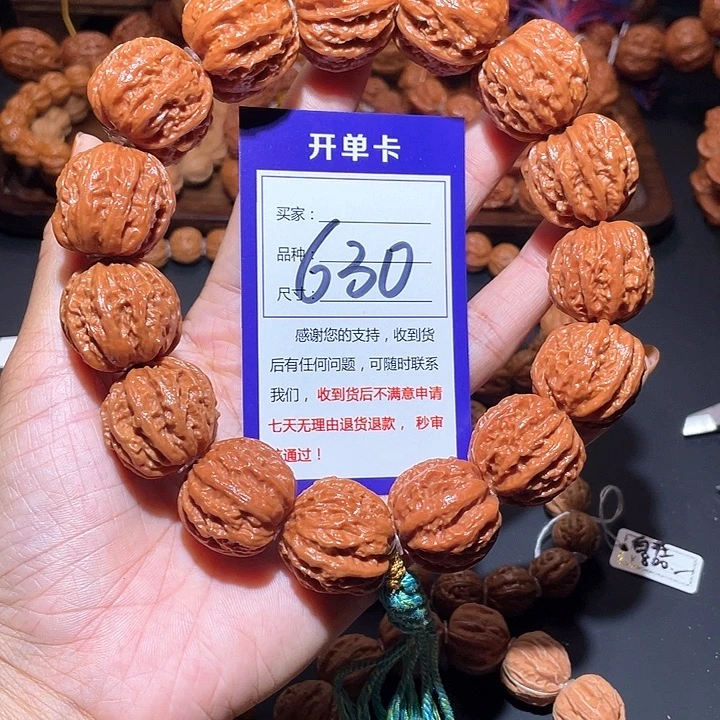 开单卡
买家：
品种：
630
尺寸：
感谢您的支持，收到货
后有任何问题，可随时联系
我们，收到货后不满意申请
七天无理由退货退款，秒审
通过！
800